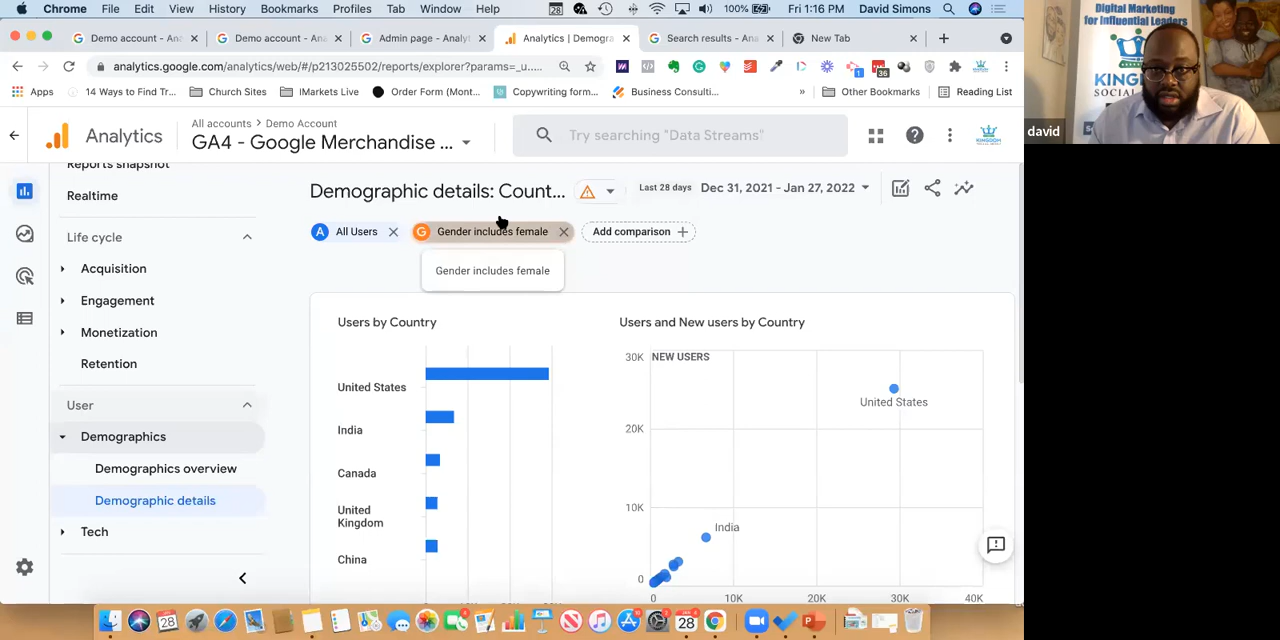 Chrome File Edit View History Bookmarks Profiles Tab Window Help 28 100% Fri 1:16 PM David Simons
Demo account - An Demo account - An Admin page - Analyt Analytics | Demogra Search results - Ana New Tab
analytics.google.com/analytics/web/#/p213025502/reports/explorer?params=_u.... 1 36
Apps 14 Ways to Find Tr... Church Sites IMarkets Live Order Form (Mont... Copywriting form... Business Consulti... » Other Bookmarks Reading List
Digital Marketing
for Influential Leaders
david
Analytics
All accounts > Demo Account
GA4 - Google Merchandise ...
Try searching "Data Streams"
Reports snapshot
Realtime
Life cycle
Acquisition
Engagement
Monetization
Retention
User
Demographics
Demographics overview
Demographic details
Tech
Demographic details: Count...
Last 28 days Dec 31, 2021 - Jan 27, 2022
A All Users
G Gender includes female
Add comparison
Gender includes female
Users by Country
United States
India
Canada
United
Kingdom
China
Users and New users by Country
30K NEW USERS
United States
20K
10K
India
0
0 10K 20K 30K 40K
28 28